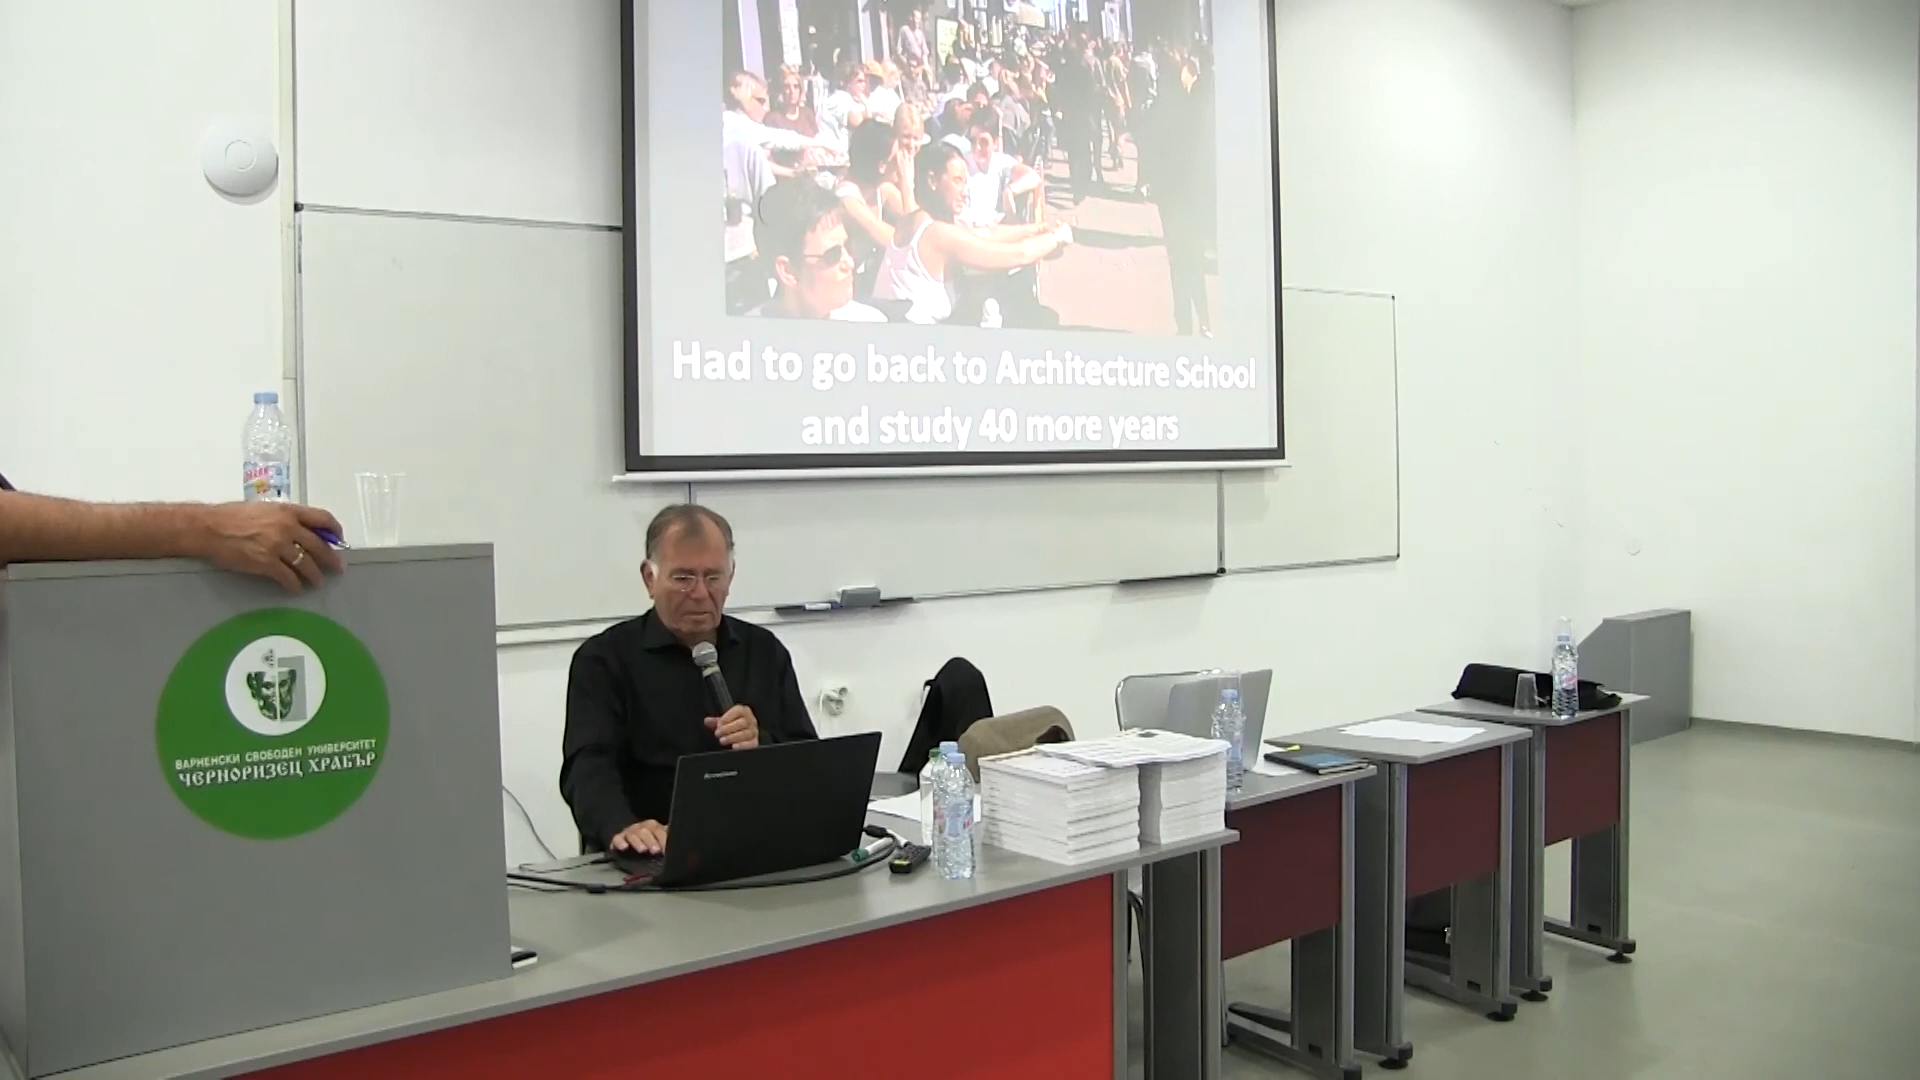 Had to go back to Architecture School
and study 40 more years
ВАРНЕНСКИ СВОБОДЕН УНИВЕРСИТЕТ
ЧЕРНОРИЗЕЦ ХРАБЪР